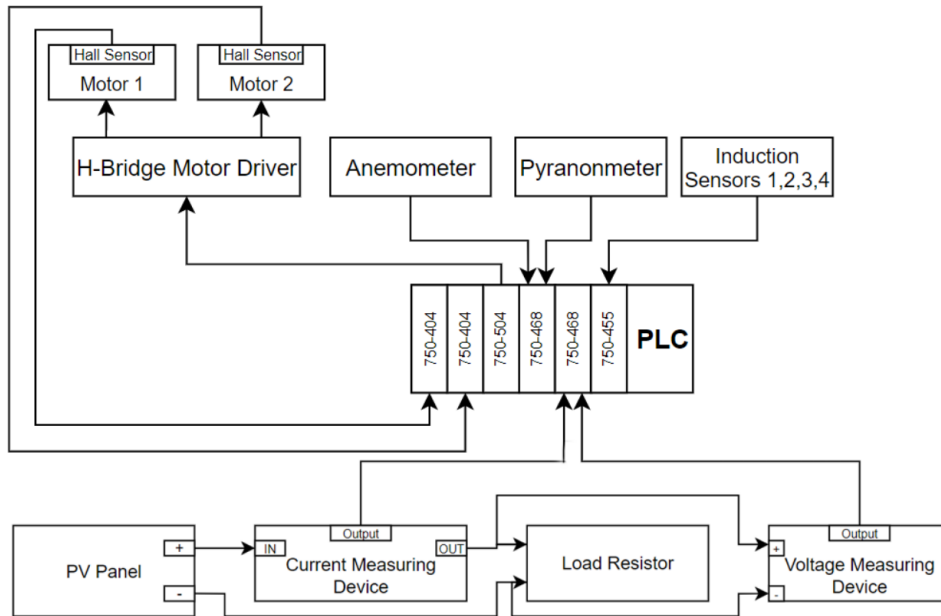 Hall Sensor
Motor 1
Hall Sensor
Motor 2
H-Bridge Motor Driver
Anemometer
Pyranonmeter
Induction
Sensors 1,2,3,4
750-404
750-404
750-504
750-468
750-468
750-455
PLC
PV Panel
+
-
Output
IN
OUT
Current Measuring
Device
Load Resistor
Output
+
-
Voltage Measuring
Device